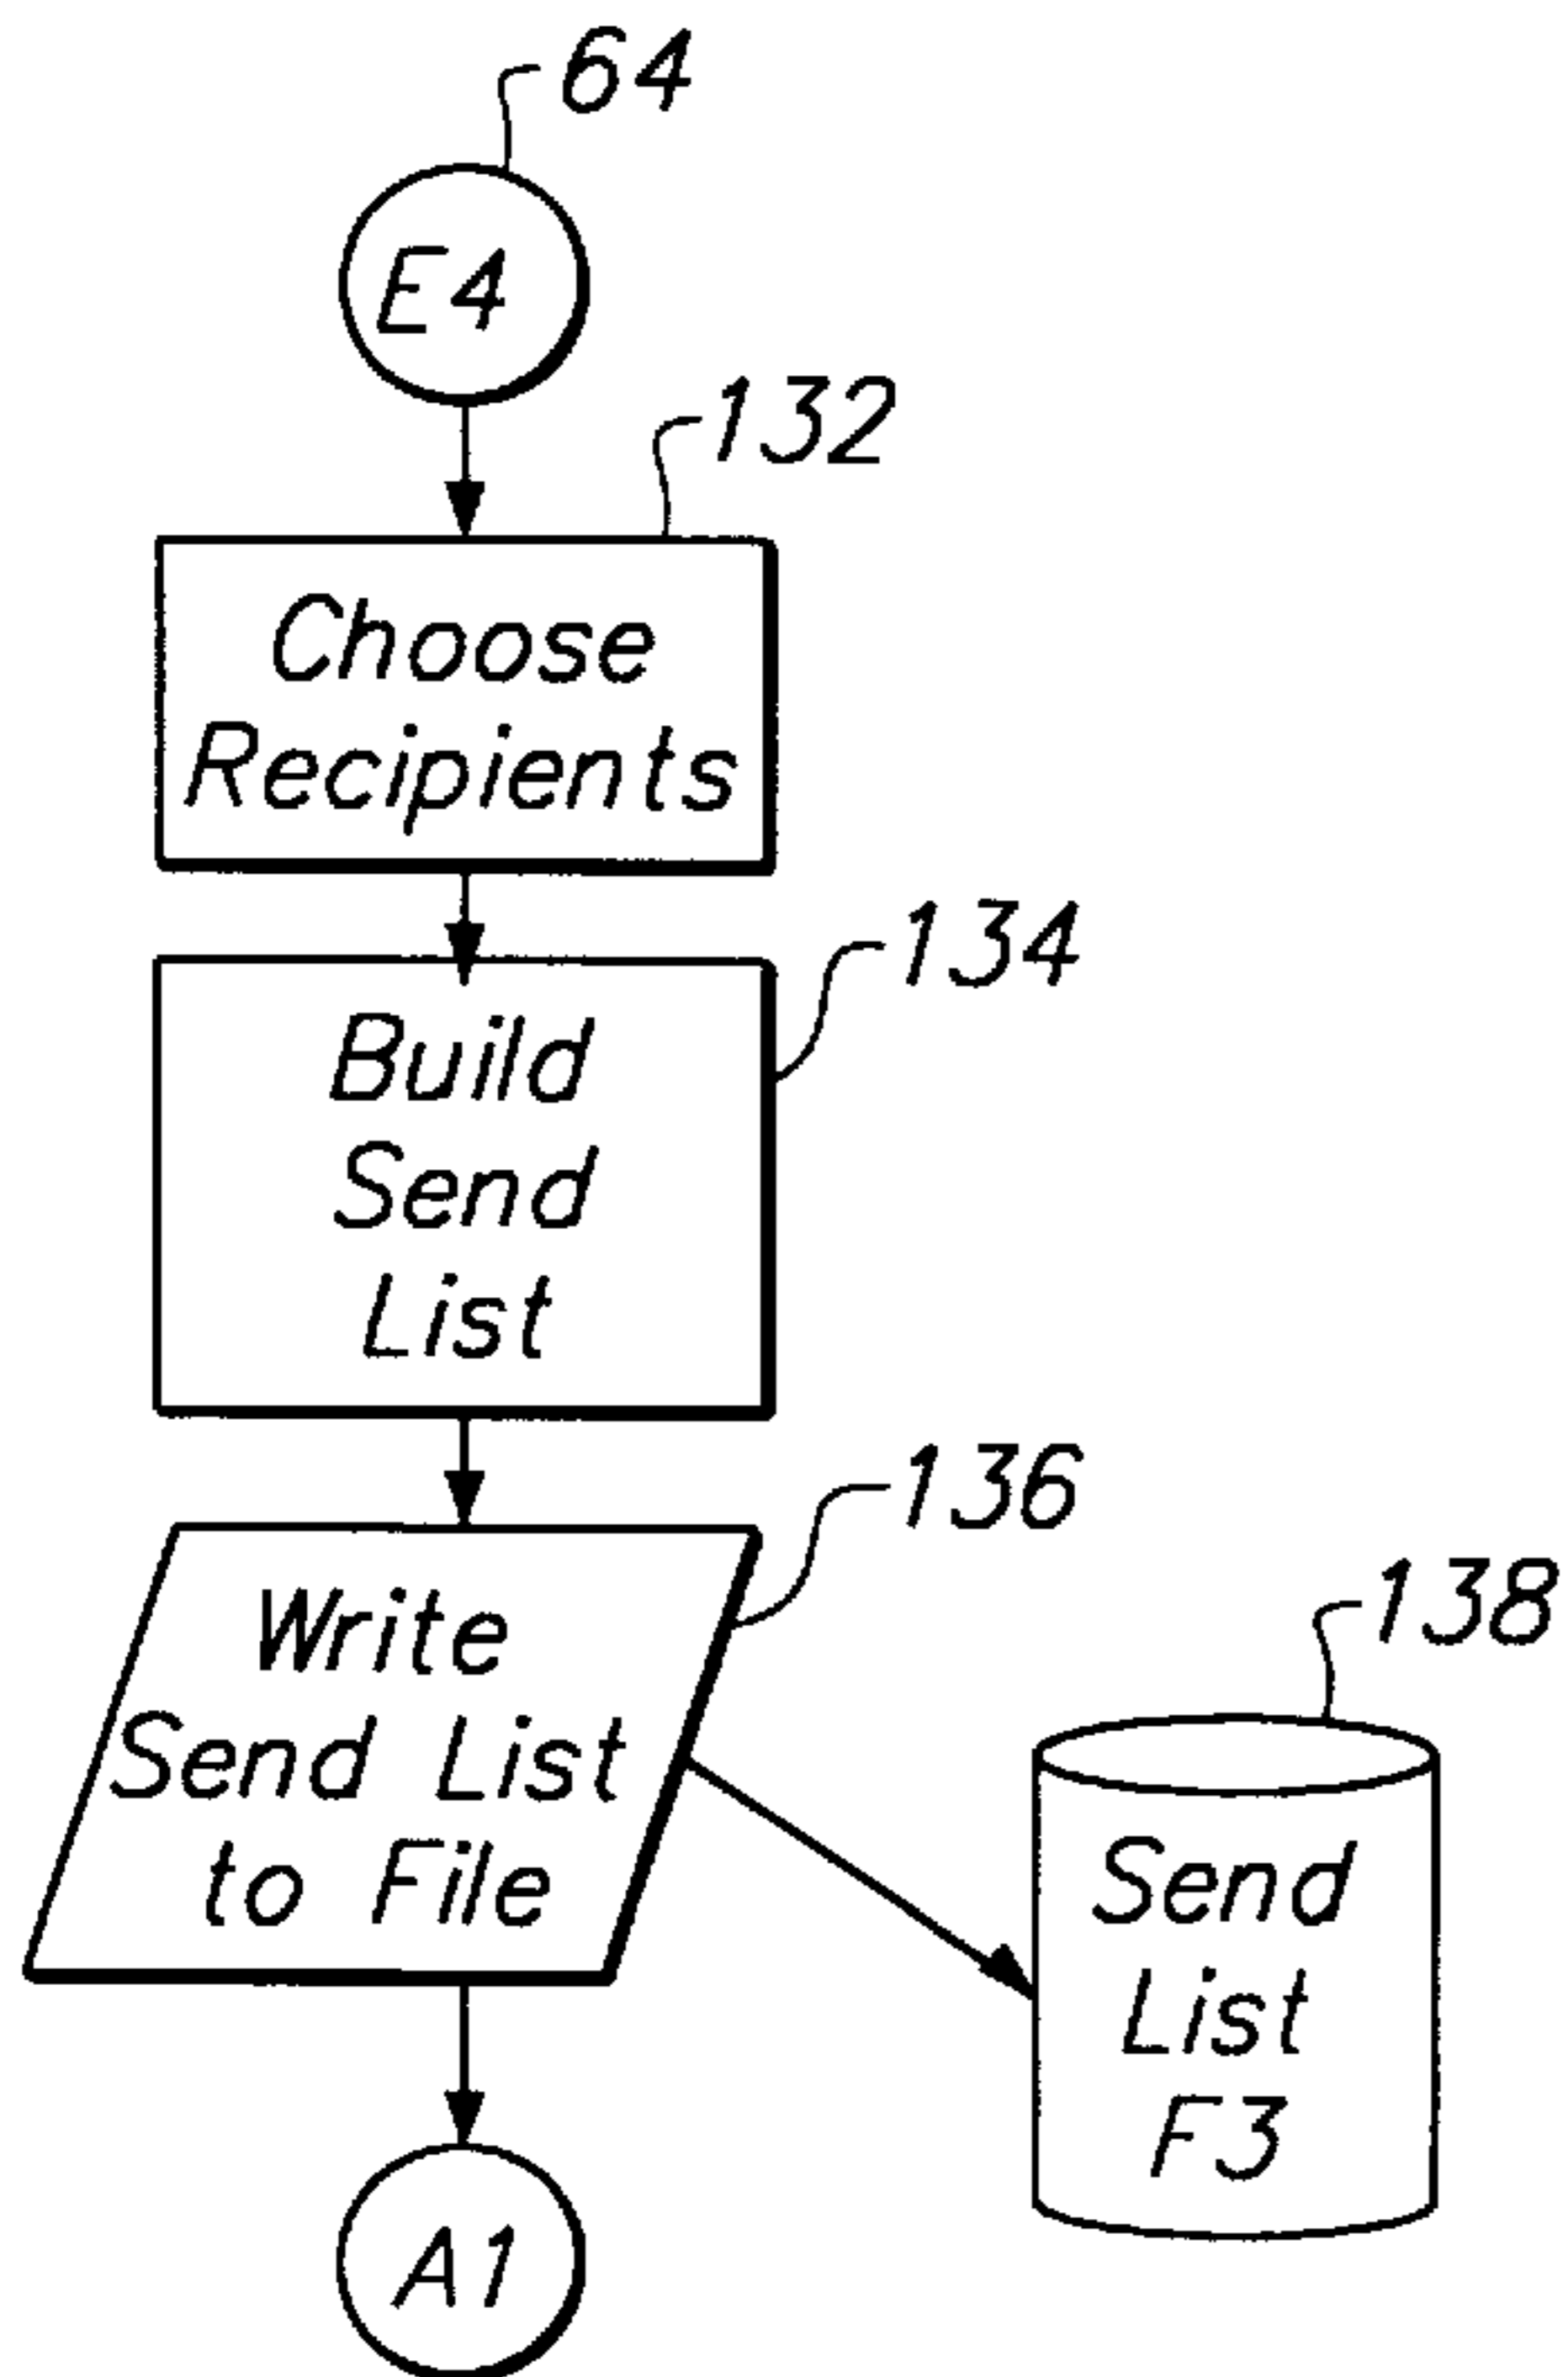 64
E4
132
Choose
Recipients
134
Build
Send
List
136
Write
Send List
to File
138
Send
List
F3
A1